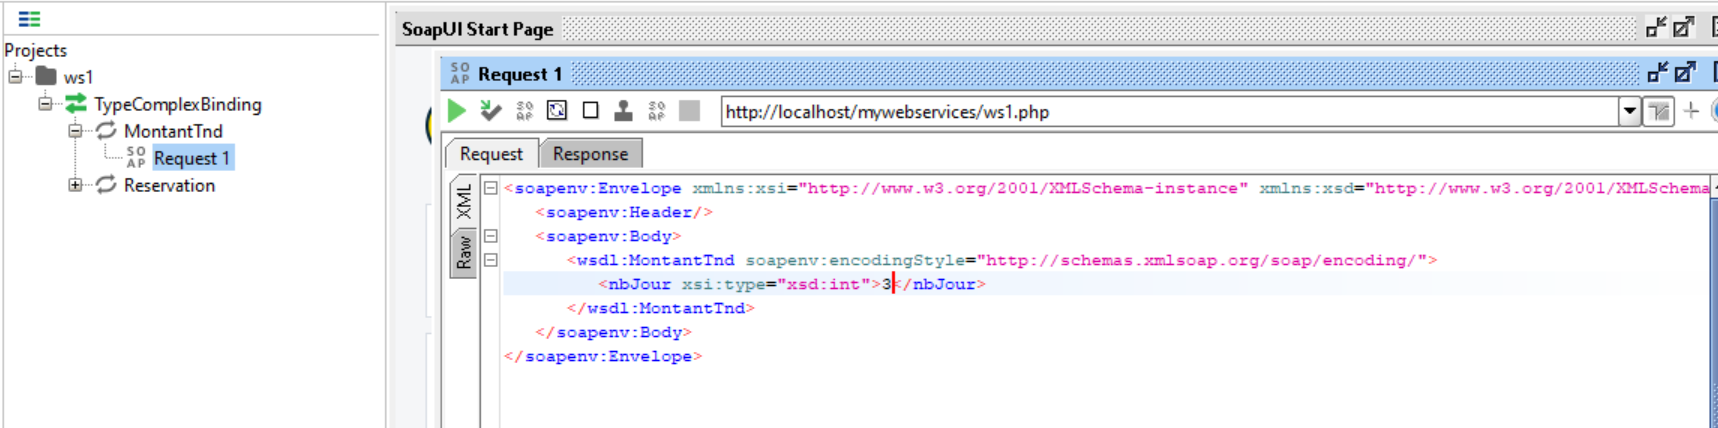 Projects
ws1
TypeComplexBinding
MontantTnd
SO AP Request 1
Reservation
SoapUI Start Page
SO AP Request 1
http://localhost/mywebservices/ws1.php
Request Response
XML
Raw
<soapenv:Envelope xmlns:xsi="http://www.w3.org/2001/XMLSchema-instance" xmlns:xsd="http://www.w3.org/2001/XMLSchema
<soapenv:Header/>
<soapenv:Body>
<wsdl:MontantTnd soapenv:encodingStyle="http://schemas.xmlsoap.org/soap/encoding/">
<nbJour xsi:type="xsd:int">3</nbJour>
</wsdl:MontantTnd>
</soapenv:Body>
</soapenv:Envelope>